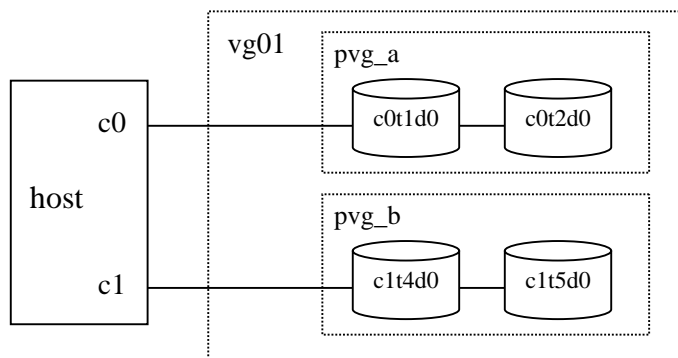 vg01
pvg_a
c0
c0t1d0
c0t2d0
host
pvg_b
c1
c1t4d0
c1t5d0